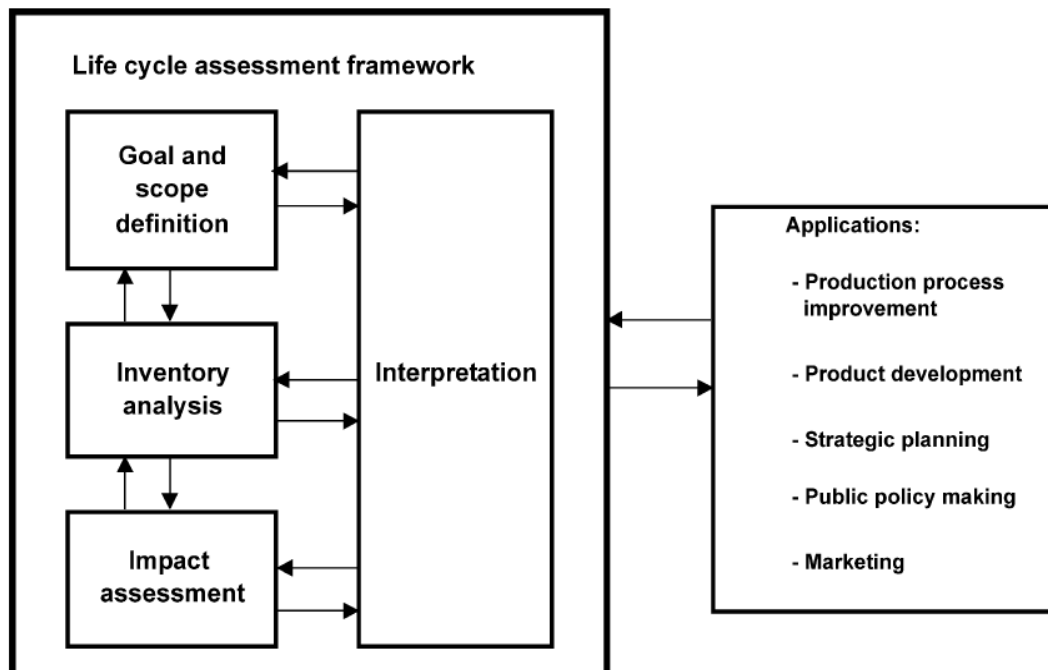 Life cycle assessment framework
Goal and
scope
definition
Interpretation
Inventory
analysis
Impact
assessment
Applications:
- Production process
improvement
- Product development
- Strategic planning
- Public policy making
- Marketing